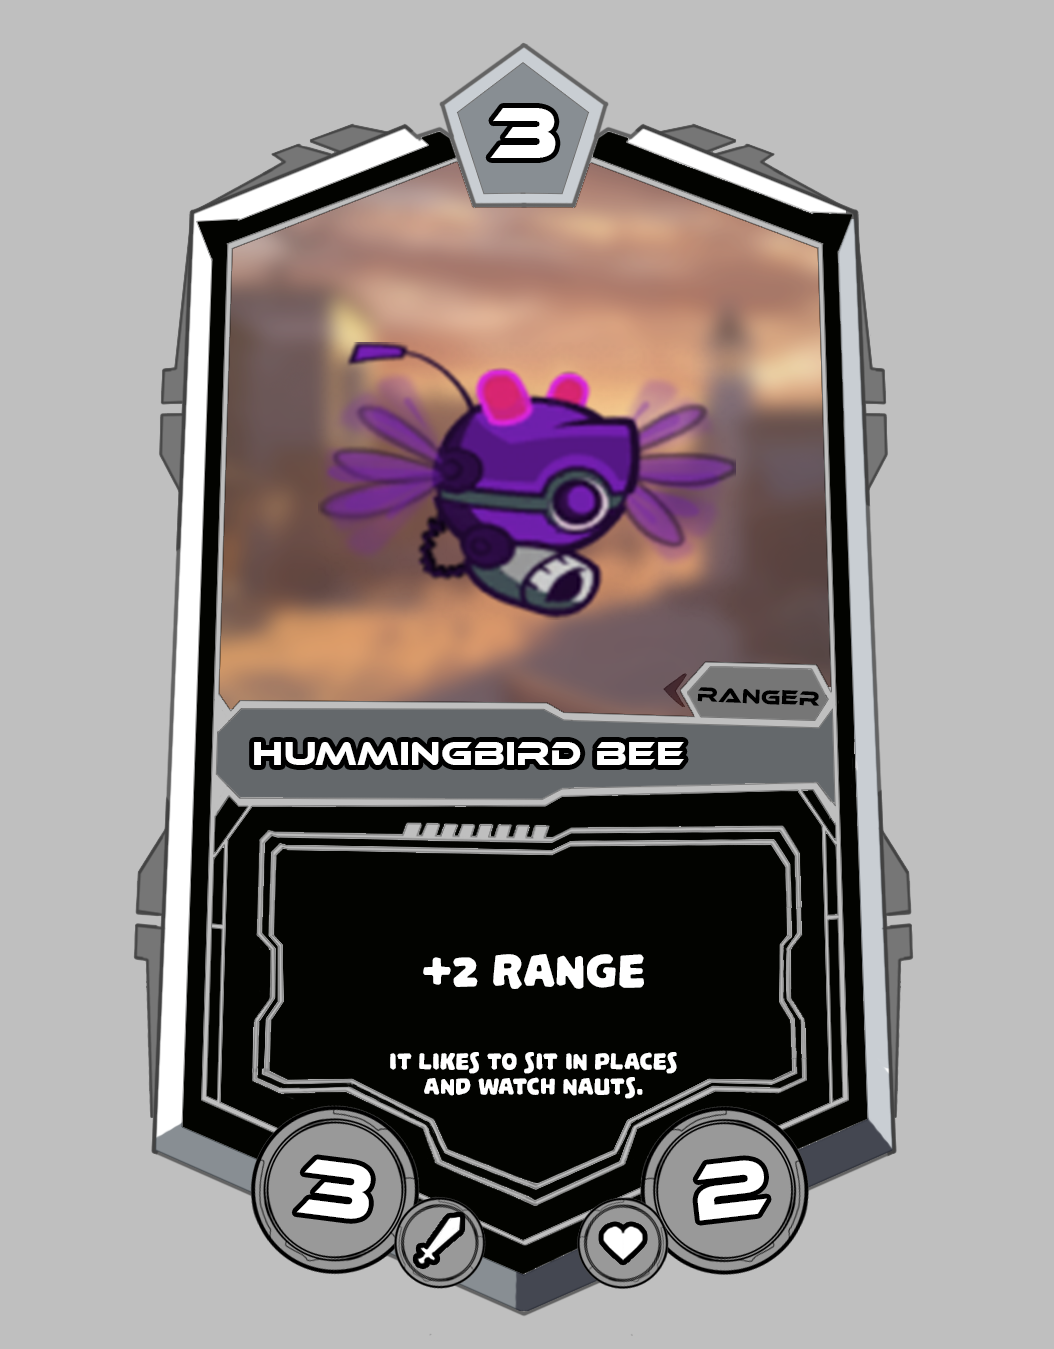 3
RANGER
HUMMINGBIRD BEE
+2 RANGE
IT LIKES TO SIT IN PLACES
AND WATCH NAUTS.
3
2